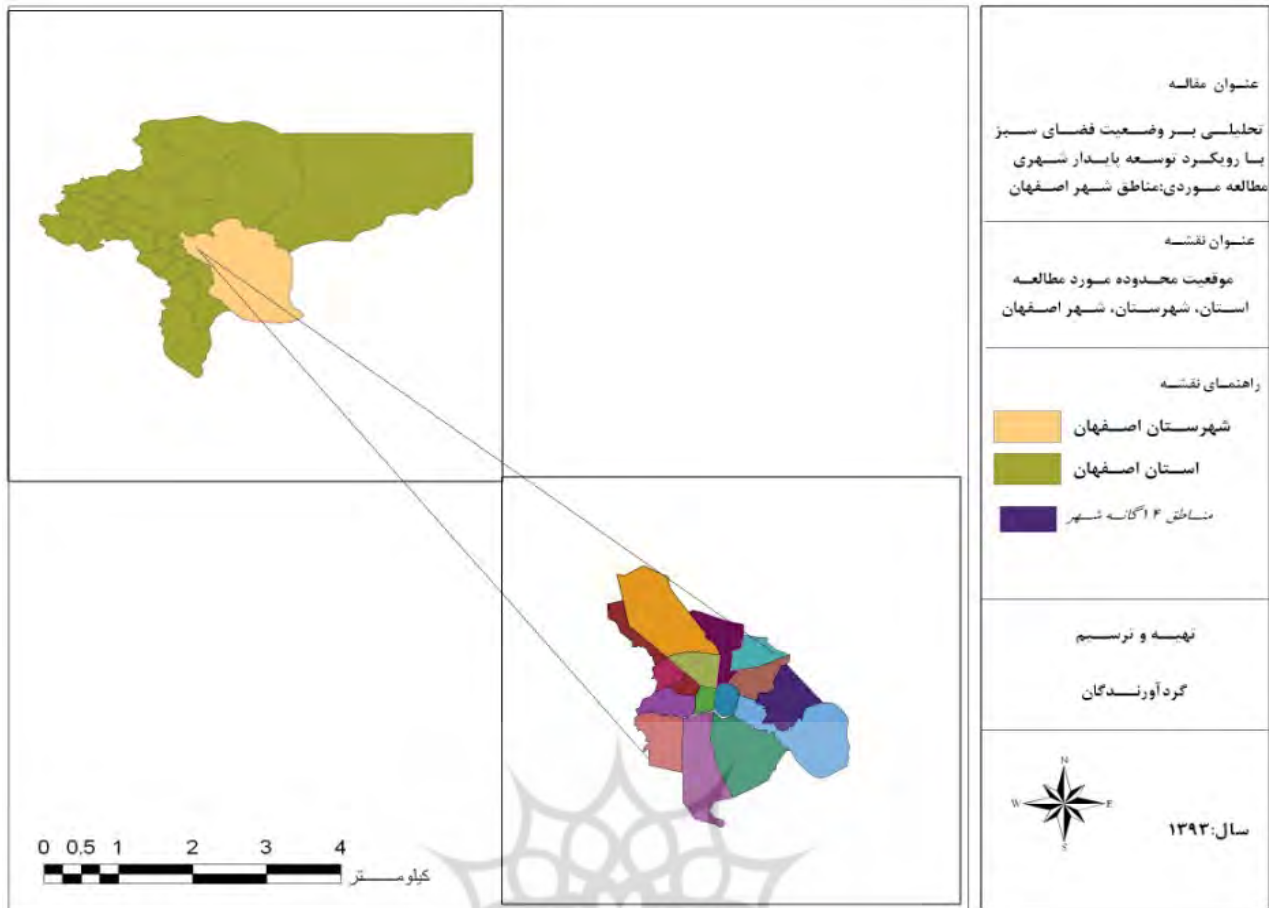 عنوان مقاله
تحلیلی بر وضعیت فضای سبز
با رویکرد توسعه پایدار شهری
مطالعه موردی:مناطق شهر اصفهان
عنوان نقشه
موقعیت محدوده مورد مطالعه
استان، شهرستان، شهر اصفهان
راهنمای نقشه
شهرستان اصفهان
استان اصفهان
مناطق ۱۴گانه شهر
تهیه و ترسیم
گردآورندگان
N
W E
S
سال:۱۳۹۳
0 0.5 1 2 3 4
کیلومتر